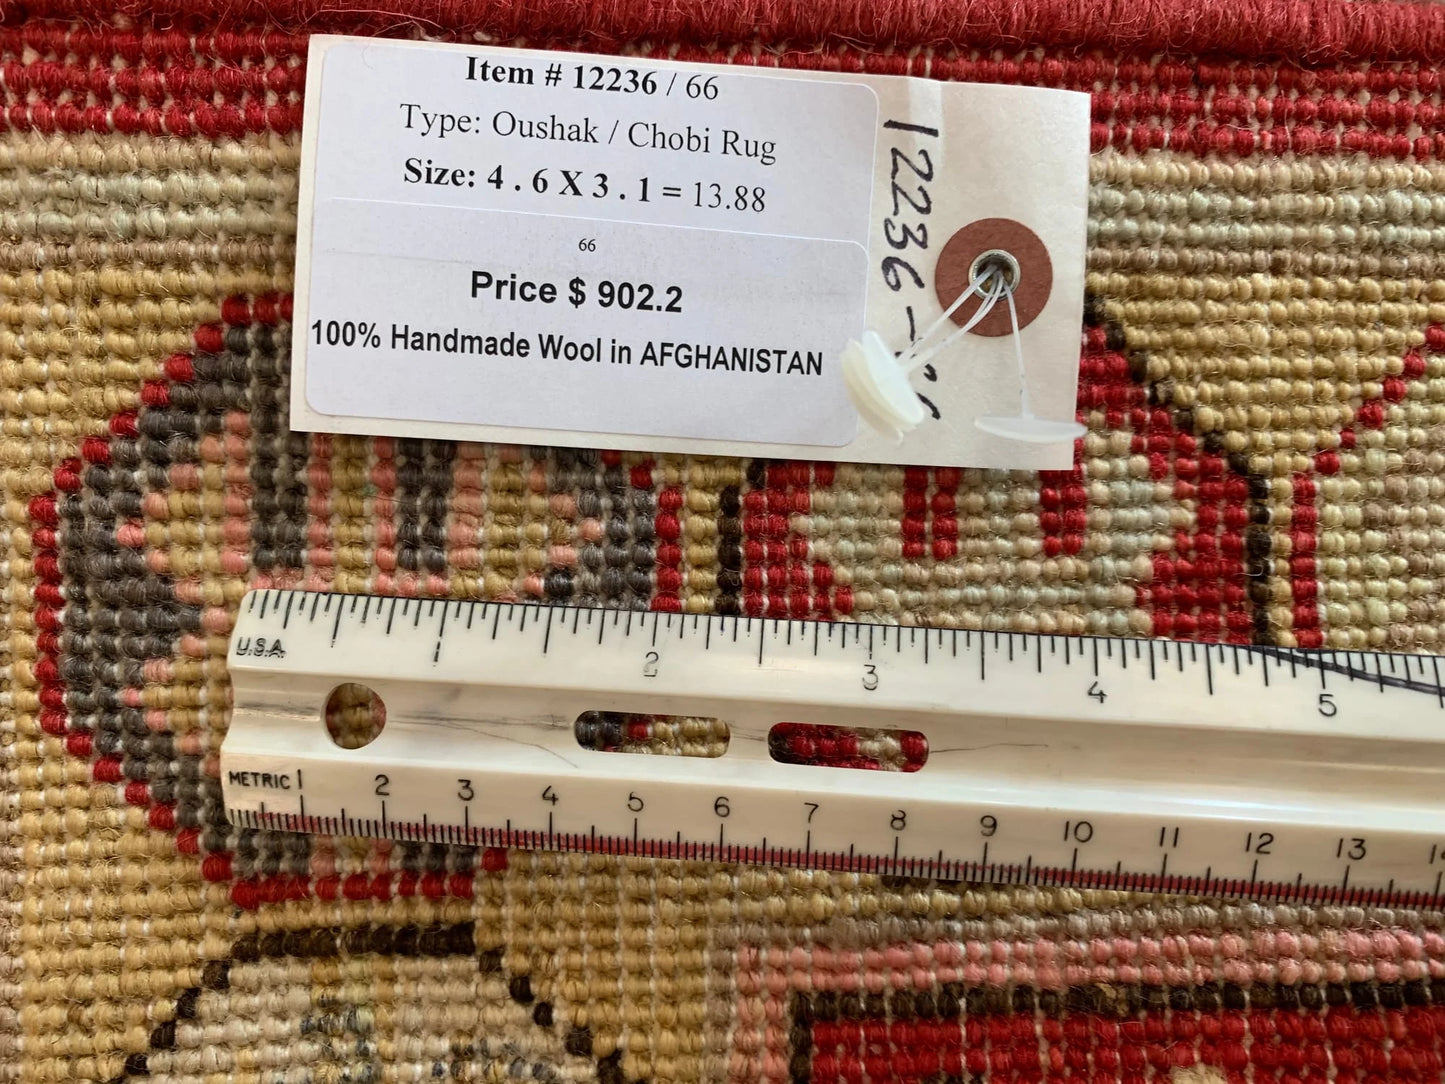 Item # 12236 / 66
Type: Oushak / Chobi Rug
Size: 4 . 6 X 3 . 1 = 13.88
66
Price $ 902.2
100% Handmade Wool in AFGHANISTAN
12236-
U.S.A.
1 2 3 4 5
METRIC 1 2 3 4 5 6 7 8 9 10 11 12 13